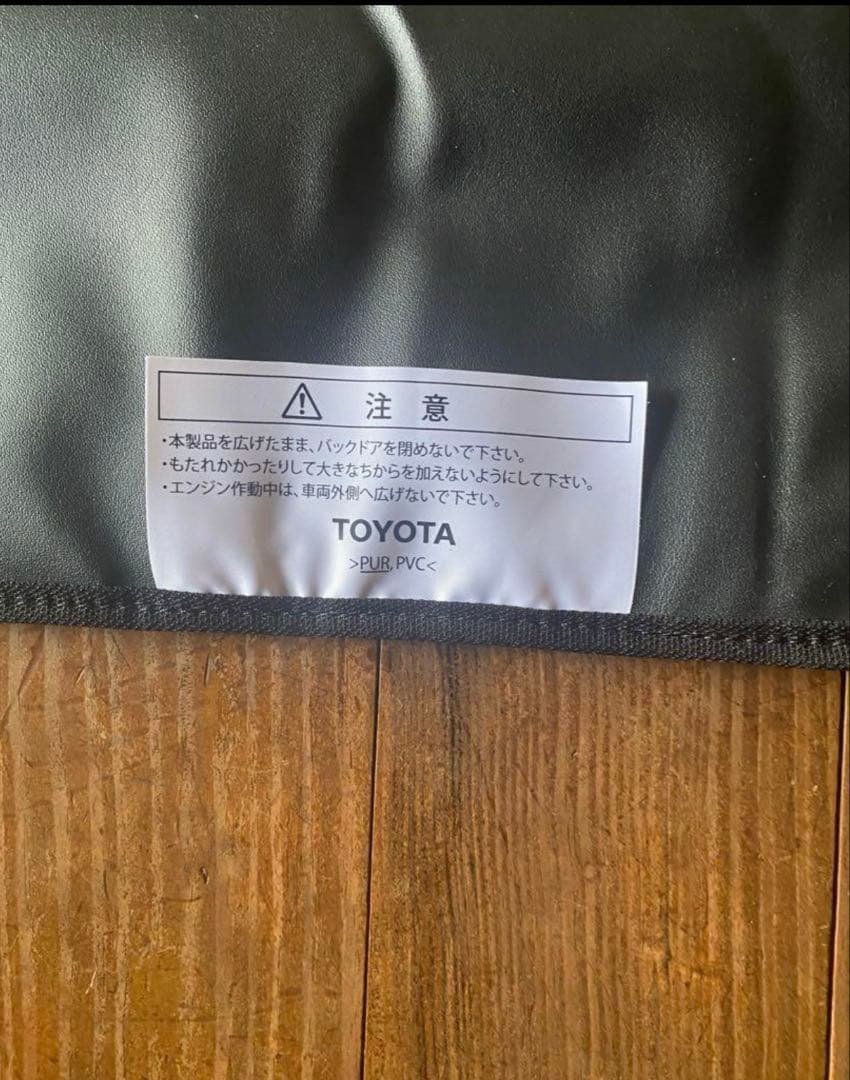 注意
・本製品を広げたまま、バックドアを閉めないで下さい。
・もたれかかったりして大きなちからを加えないようにして下さい。
・エンジン作動中は、車両外側へ広げないで下さい。
TOYOTA
>PUR, PVC<